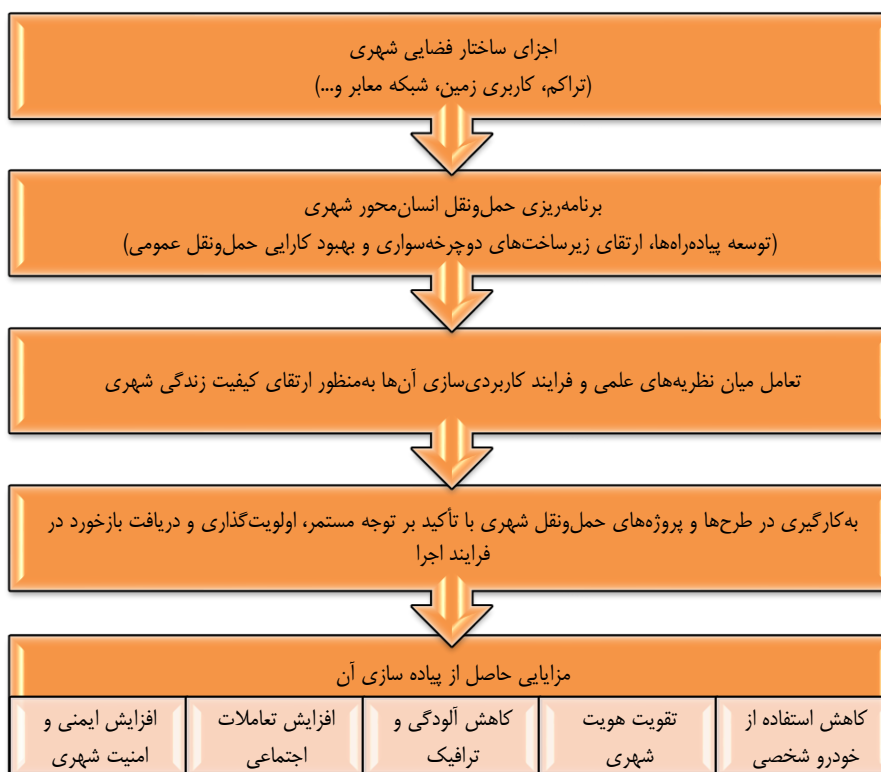 اجزای ساختار فضایی شهری
(تراکم، کاربری زمین، شبکه معابر و...)
برنامه‌ریزی حمل‌ونقل انسان‌محور شهری
(توسعه پیاده‌راه‌ها، ارتقای زیرساخت‌های دوچرخه‌سواری و بهبود کارایی حمل‌ونقل عمومی)
تعامل میان نظریه‌های علمی و فرایند کاربردی‌سازی آن‌ها به‌منظور ارتقای کیفیت زندگی شهری
به‌کارگیری در طرح‌ها و پروژه‌های حمل‌ونقل شهری با تأکید بر توجه مستمر، اولویت‌گذاری و دریافت بازخورد در
فرایند اجرا
مزایایی حاصل از پیاده سازی آن
کاهش استفاده از
خودرو شخصی
تقویت هویت
شهری
کاهش آلودگی و
ترافیک
افزایش تعاملات
اجتماعی
افزایش ایمنی و
امنیت شهری